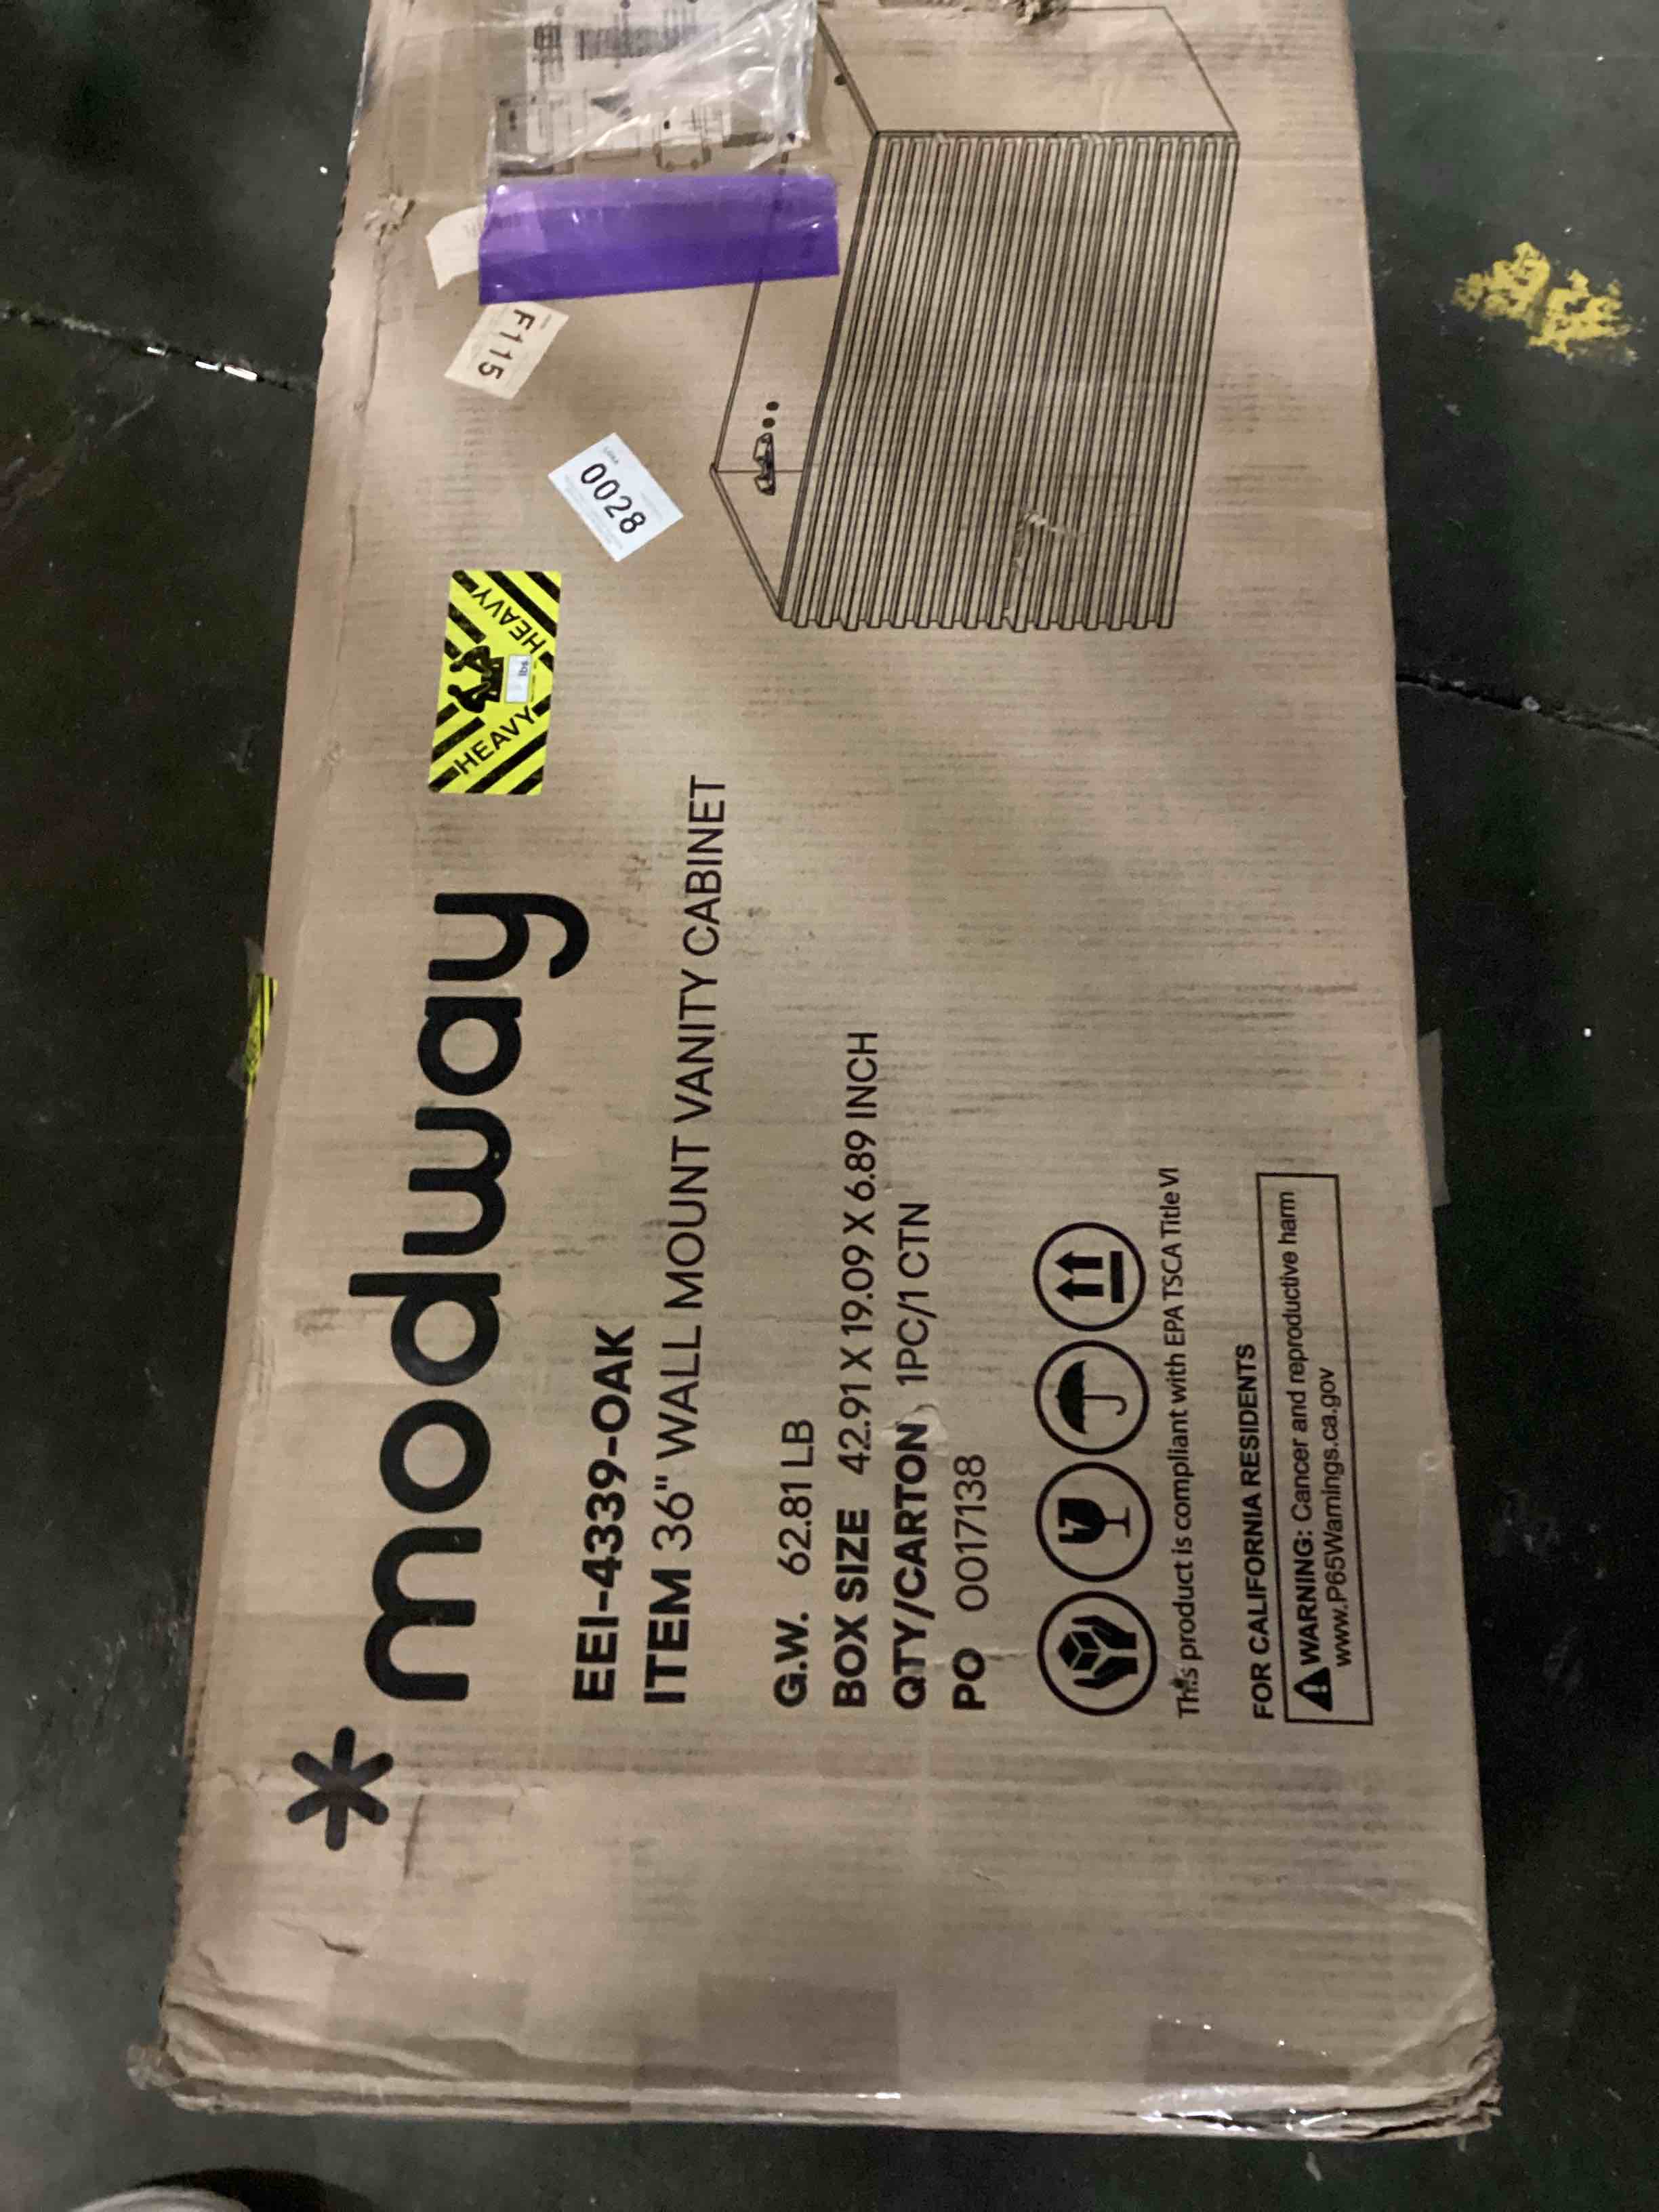 modway
EEI-4339-OAK
ITEM 36" WALL MOUNT VANITY CABINET
G.W. 62.81 LB
BOX SIZE 42.91 X 19.09 X 6.89 INCH
QTY/CARTON 1PC/1 CTN
PO 0017138
This product is compliant with EPA TSCA Title VI
FOR CALIFORNIA RESIDENTS
WARNING: Cancer and reproductive harm
www.P65Warnings.ca.gov
HEAVY
HEAVY
lbs
0028
F115